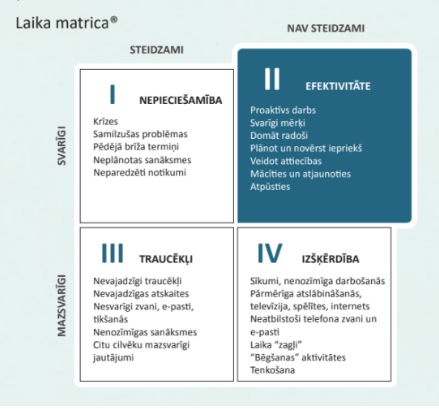 Laika matrica®
STEIDZAMI
NAV STEIDZAMI
SVARĪGI
I NEPIECIEŠAMĪBA
Krīzes
Samilzušas problēmas
Pēdējā brīža termiņi
Neplānotas sanāksmes
Neparedzēti notikumi
II EFEKTIVITĀTE
Proaktīvs darbs
Svarīgi mērķi
Domāt radoši
Plānot un novērst iepriekš
Veidot attiecības
Mācīties un atjaunoties
Atpūsties
MAZSVARĪGI
III TRAUCĒKĻI
Nevajadzīgi traucēkļi
Nevajadzīgas atskaites
Nesvarīgi zvani, e-pasti,
tikšanās
Nenozīmīgas sanāksmes
Citu cilvēku mazsvarīgi
jautājumi
IV IZŠĶĒRDĪBA
Sīkumi, nenozīmīga darbošanās
Pārmērīga atslābināšanās,
televīzija, spēlītes, internets
Neatbilstoši telefona zvani un
e-pasti
Laika “zagļi”
“Bēgšanas” aktivitātes
Tenkošana